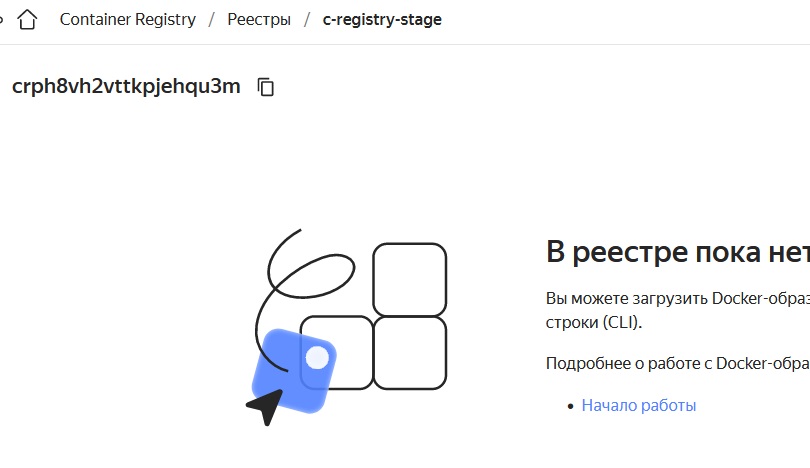 Container Registry / Реестры / c-registry-stage
crph8vh2vttkpjehqu3m
В реестре пока нет
Вы можете загрузить Docker-образ
строки (CLI).
Подробнее о работе с Docker-обра
• Начало работы